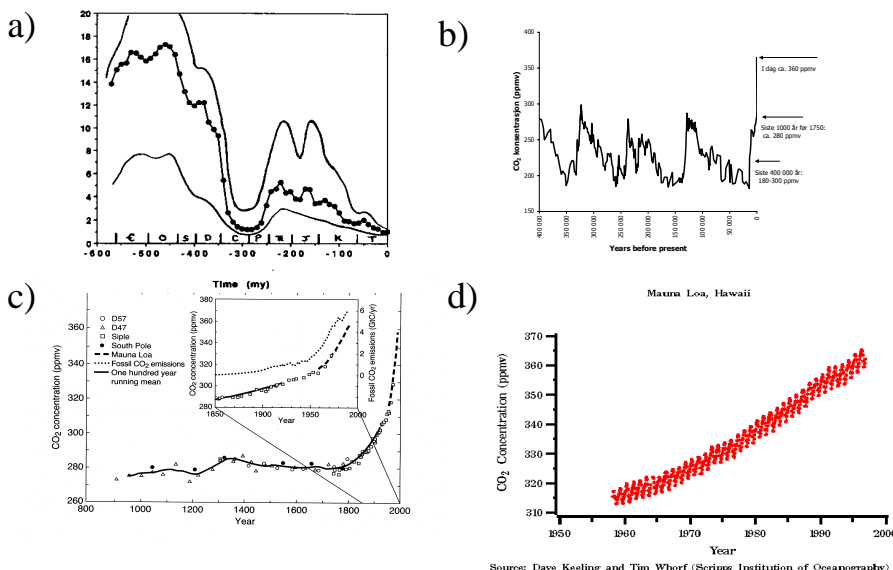 a)
20
18
16
14
12
10
8
6
4
2
0
Є O S D C P R J K T
-600 -500 -400 -300 -200 -100 0
Time (my)
b)
CO2 konsentrasjon (ppmv)
400
350
300
250
200
150
I dag ca. 360 ppmv
Siste 1000 år før 1750:
ca. 280 ppmv
Siste 400 000 år:
180-300 ppmv
400 000 350 000 300 000 250 000 200 000 150 000 100 000 50 000 0
Years before present
c)
CO2 concentration (ppmv)
360
340
320
300
280
260
D57
D47
Siple
South Pole
Mauna Loa
Fossil CO2 emissions
One hundred year
running mean
CO2 concentration (ppmv)
380
360
340
320
300
280
6
4
2
0
Fossil CO2 emissions (GtC/yr)
1850 1900 1950 2000
Year
800 1000 1200 1400 1600 1800 2000
Year
d)
Mauna Loa, Hawaii
CO2 Concentration (ppmv)
370
360
350
340
330
320
310
1950 1960 1970 1980 1990 2000
Year
Source: Dave Keeling and Tim Whorf (Scripps Institution of Oceanography)